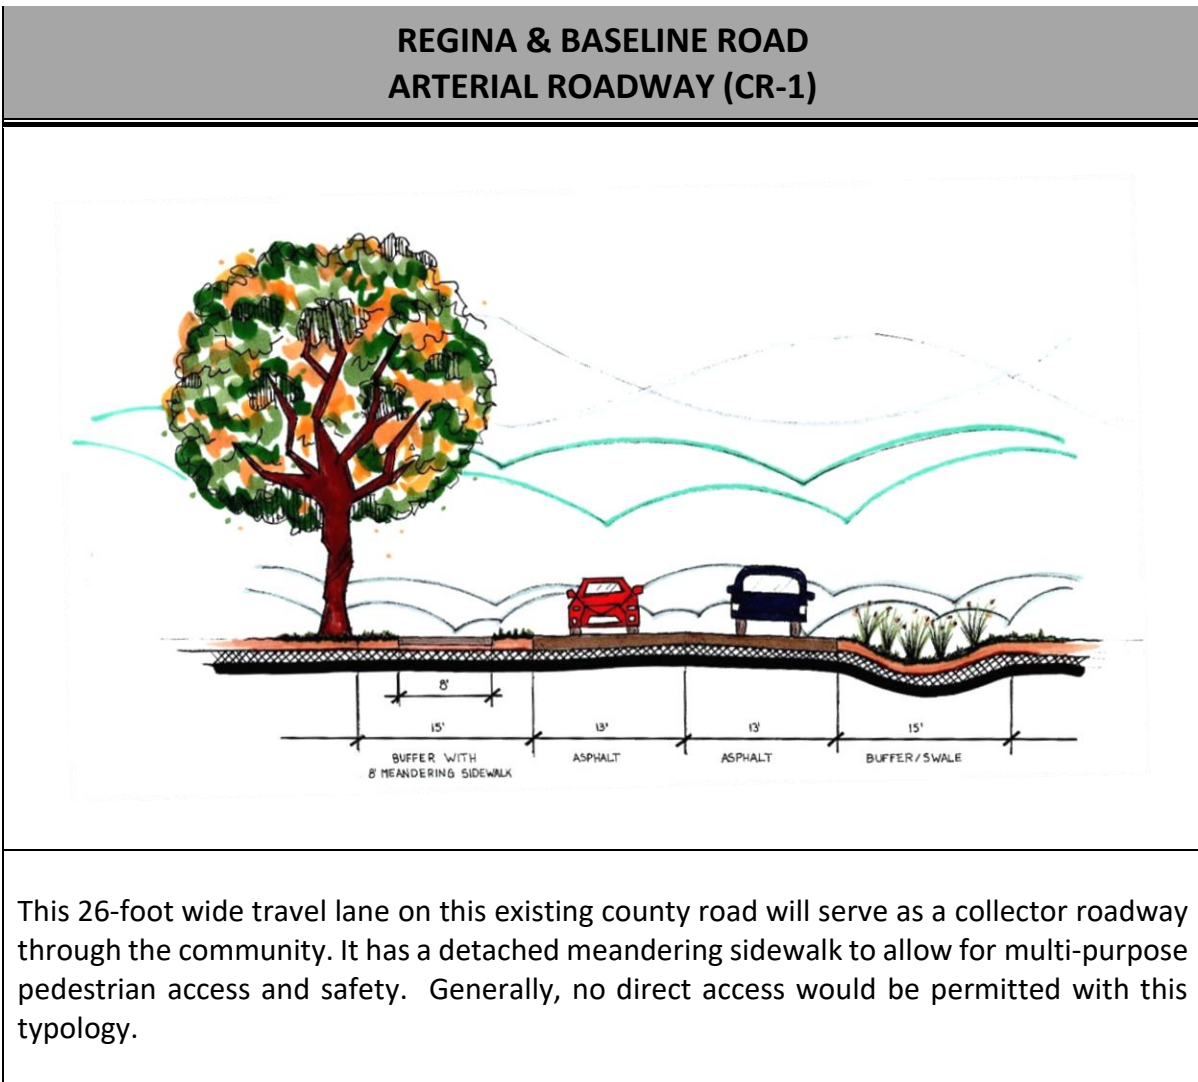 REGINA & BASELINE ROAD
ARTERIAL ROADWAY (CR-1)
8'
15'
13'
13'
15'
BUFFER WITH
8' MEANDERING SIDEWALK
ASPHALT
ASPHALT
BUFFER/SWALE
This 26-foot wide travel lane on this existing county road will serve as a collector roadway
through the community. It has a detached meandering sidewalk to allow for multi-purpose
pedestrian access and safety. Generally, no direct access would be permitted with this
typology.